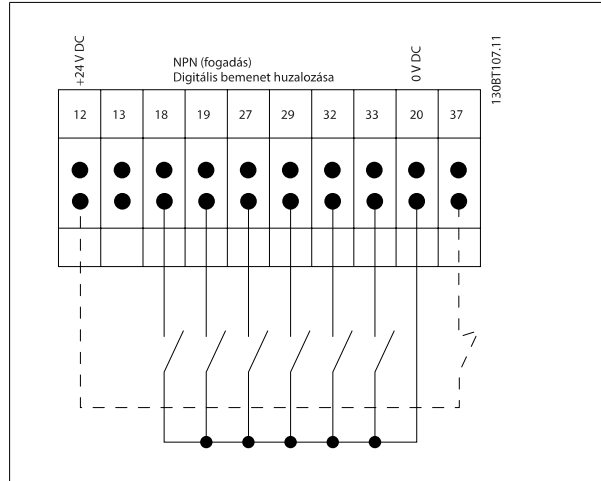 +24 V DC
NPN (fogadás)
Digitális bemenet huzalozása
0 V DC
130BT107.11
12 13 18 19 27 29 32 33 20 37